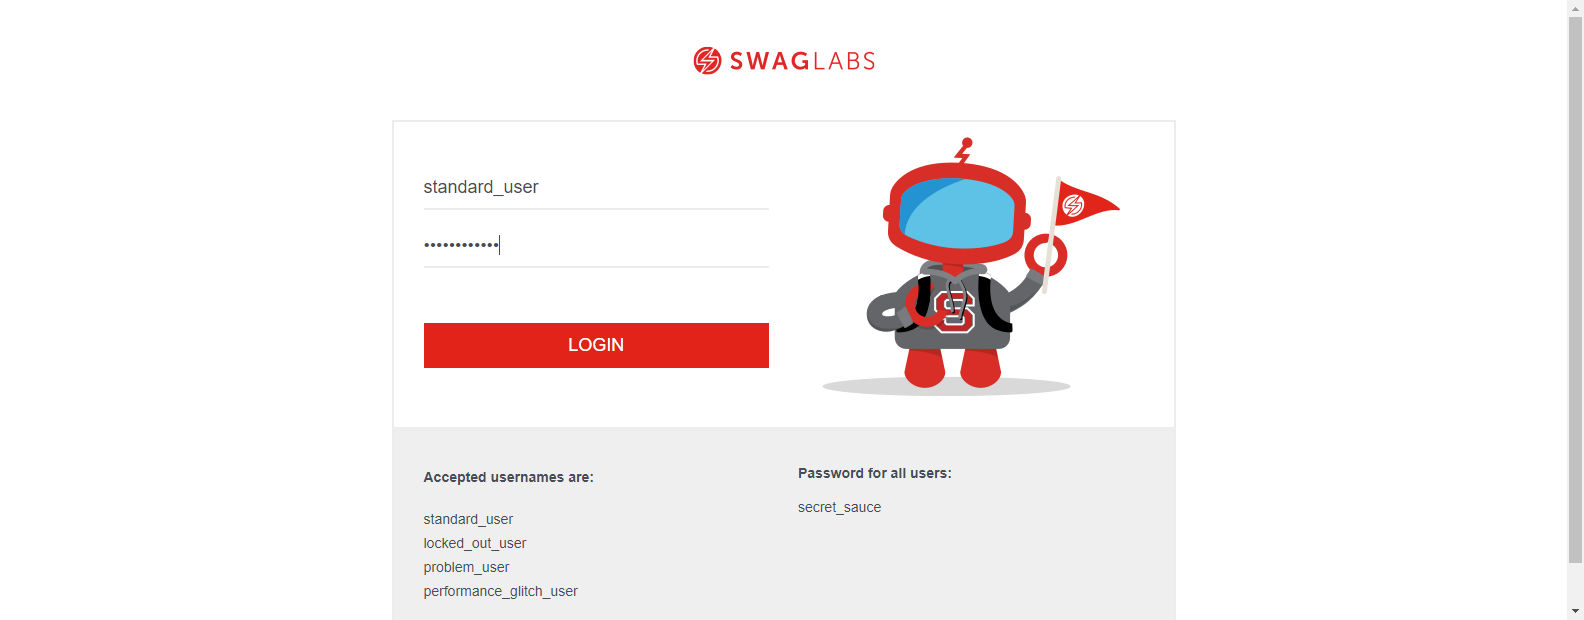 SWAGLABS
standard_user
••••••••••••
LOGIN
S
Accepted usernames are:
standard_user
locked_out_user
problem_user
performance_glitch_user
Password for all users:
secret_sauce